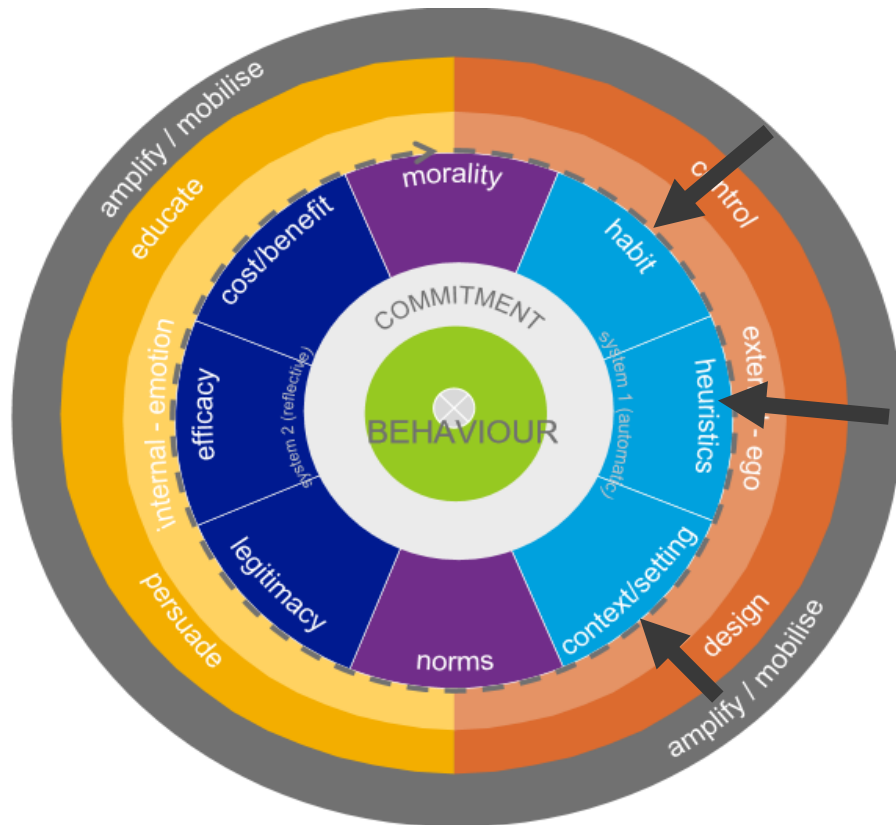 amplify / mobilise
educate
control
internal - emotion
morality
cost/benefit
habit
COMMITMENT
system 2 (reflective)
system 1 (automatic)
efficacy
heuristics
- ego
BEHAVIOUR
legitimacy
context/setting
persuade
norms
design
amplify / mobilise